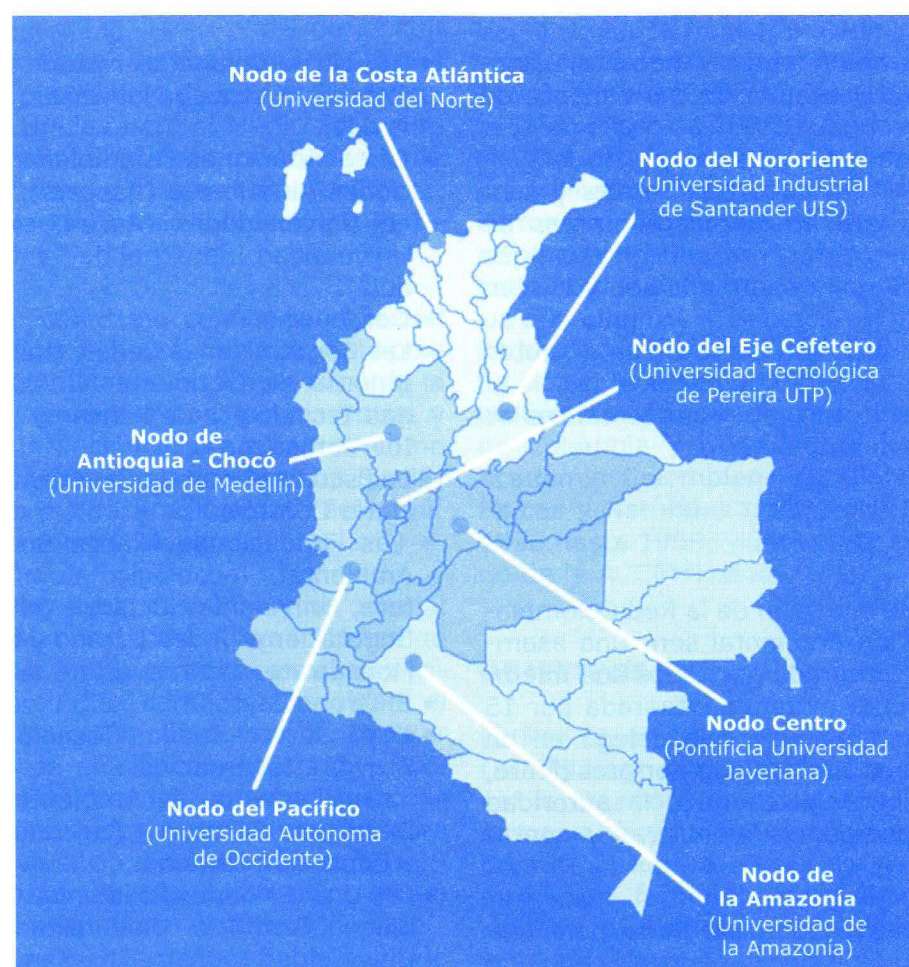 Nodo de la Costa Atlántica
(Universidad del Norte)
Nodo del Nororiente
(Universidad Industrial
de Santander UIS)
Nodo del Eje Cefetero
(Universidad Tecnológica
de Pereira UTP)
Nodo de
Antioquia - Chocó
(Universidad de Medellín)
Nodo Centro
(Pontificia Universidad
Javeriana)
Nodo del Pacífico
(Universidad Autónoma
de Occidente)
Nodo de
la Amazonía
(Universidad de
la Amazonía)